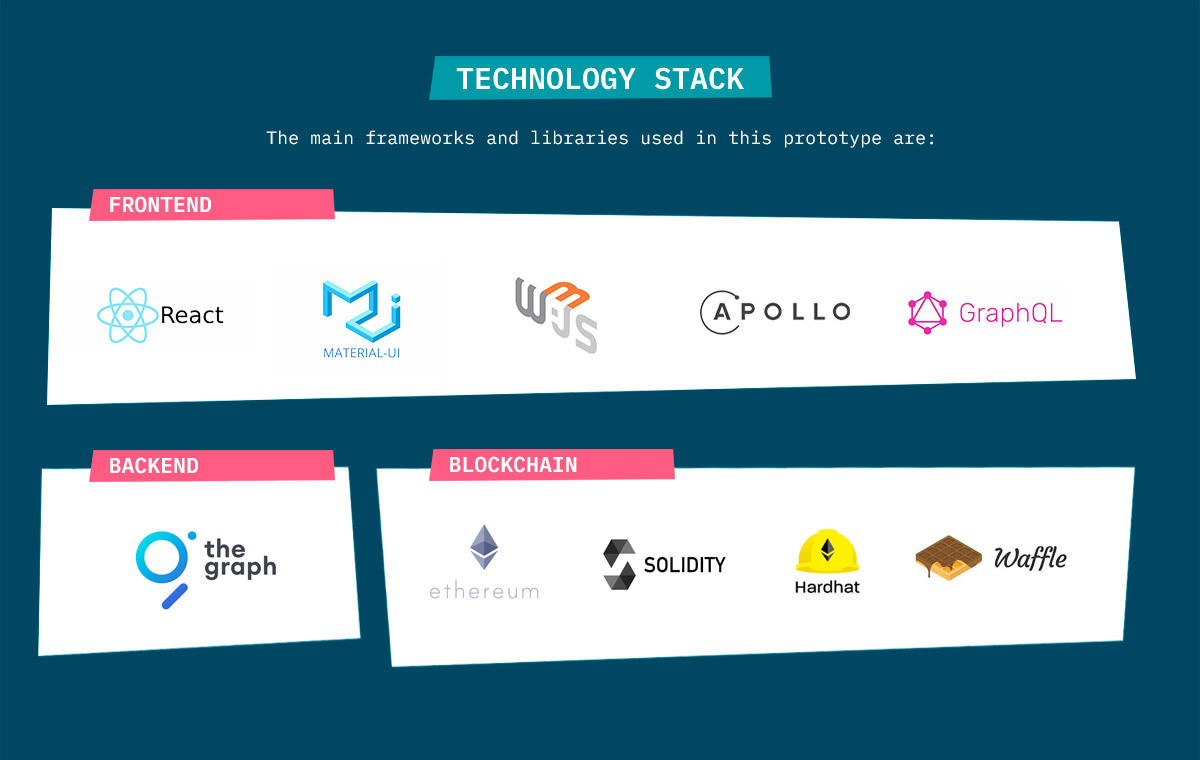 TECHNOLOGY STACK
The main frameworks and libraries used in this prototype are:
FRONTEND
React
MATERIAL-UI
W3JS
APOLLO
GraphQL
BACKEND
the
graph
BLOCKCHAIN
ethereum
SOLIDITY
Hardhat
Waffle